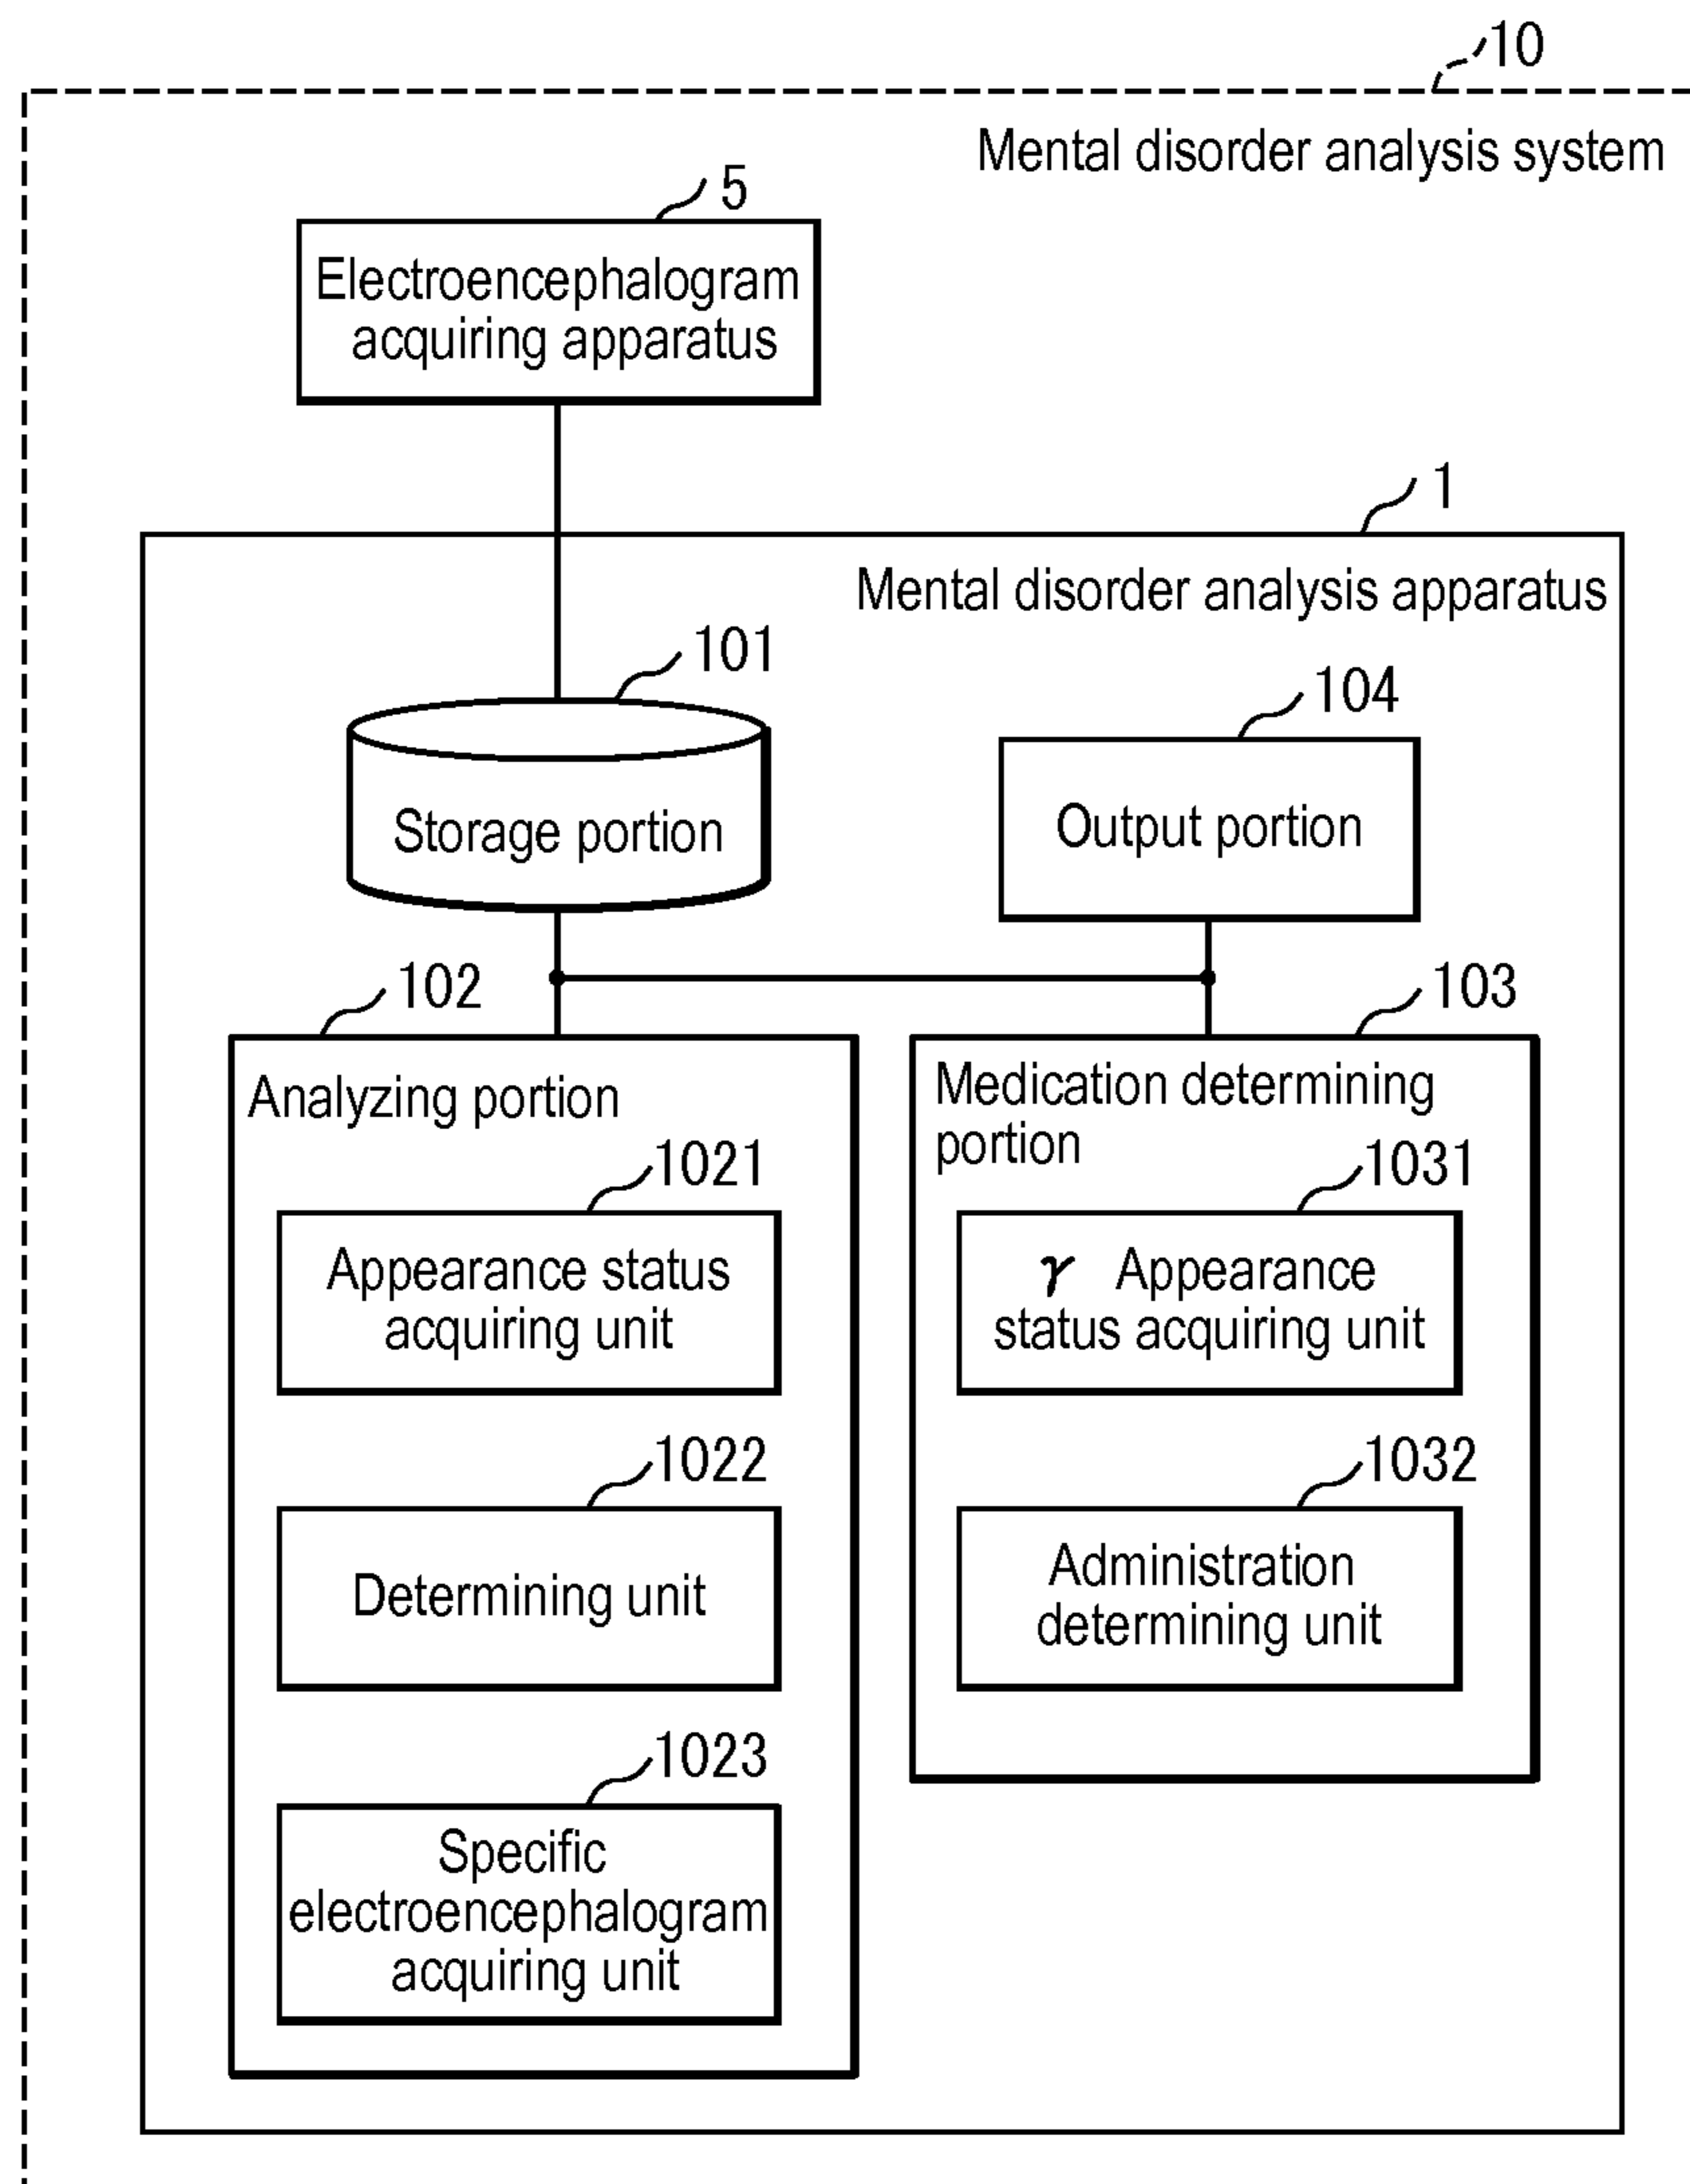 10
Mental disorder analysis system
5
Electroencephalogram
acquiring apparatus
1
Mental disorder analysis apparatus
101
Storage portion
104
Output portion
102
Analyzing portion
1021
Appearance status
acquiring unit
1022
Determining unit
1023
Specific
electroencephalogram
acquiring unit
103
Medication determining
portion
1031
γ Appearance
status acquiring unit
1032
Administration
determining unit